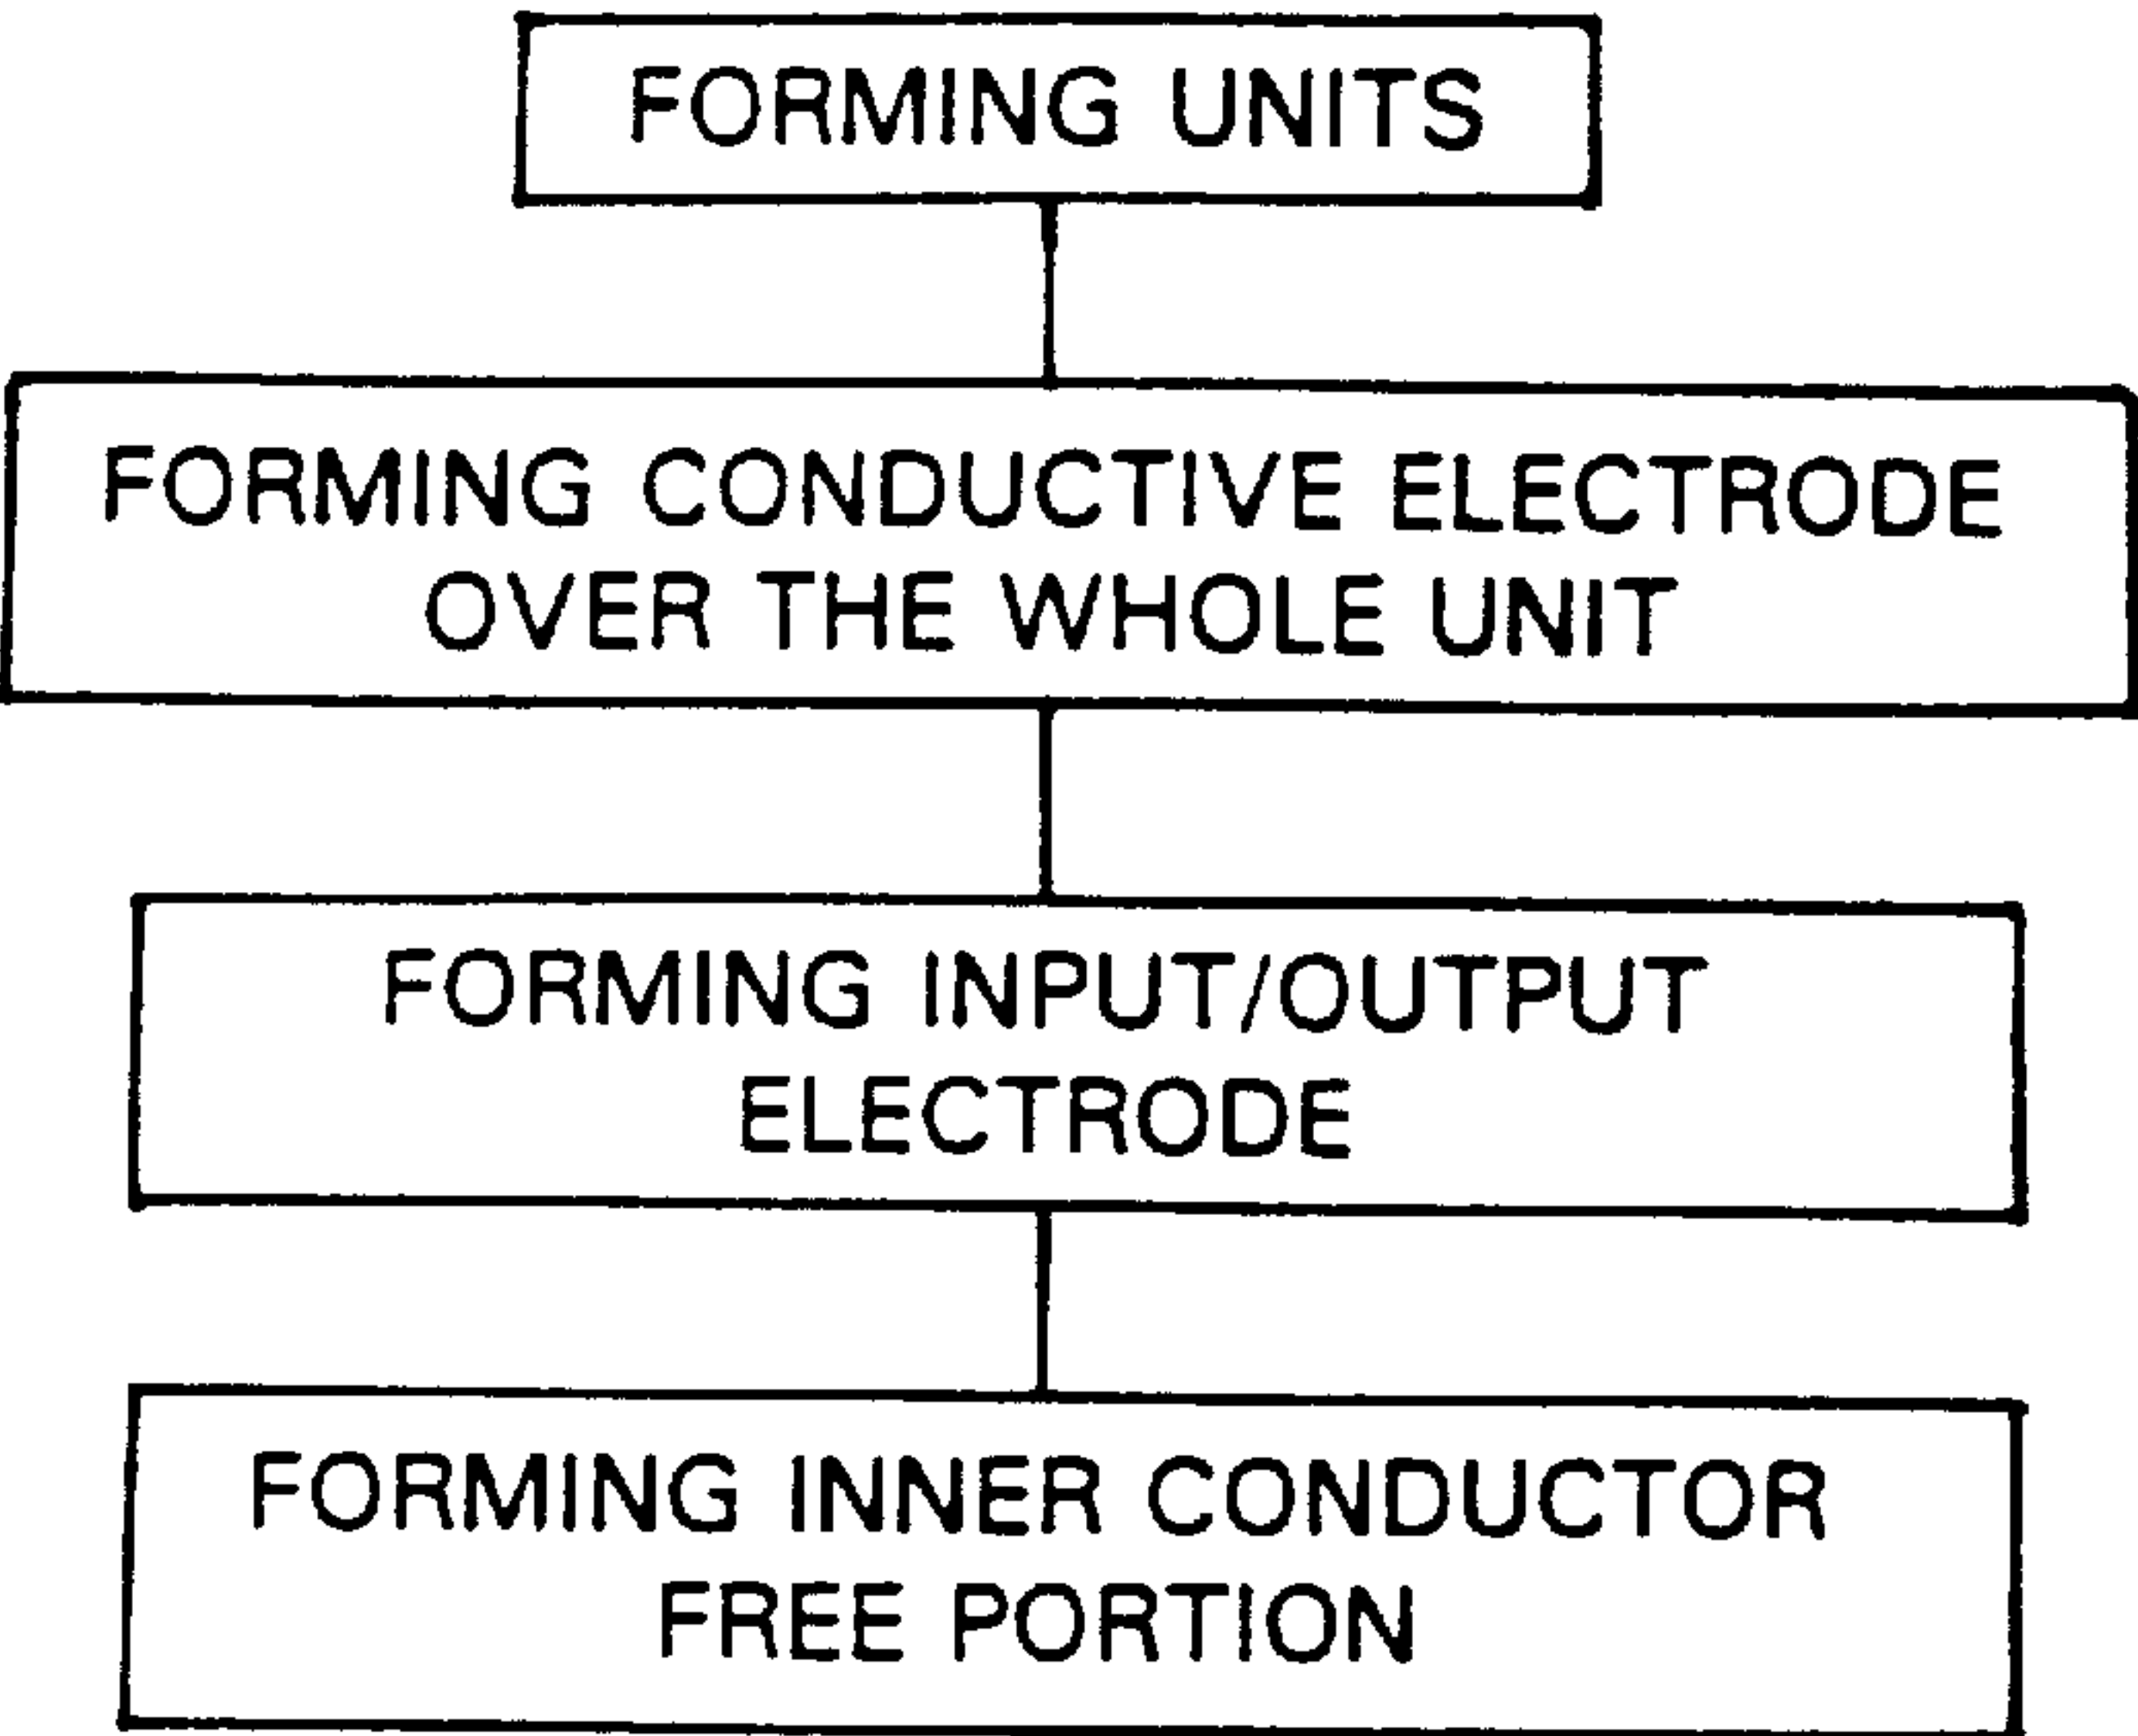 FORMING UNITS
FORMING CONDUCTIVE ELECTRODE
OVER THE WHOLE UNIT
FORMING INPUT/OUTPUT
ELECTRODE
FORMING INNER CONDUCTOR
FREE PORTION